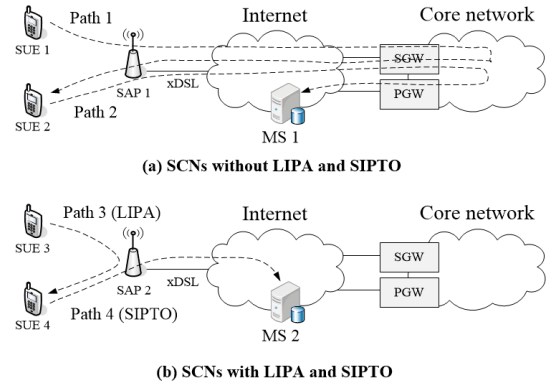 Internet
Core network
Path 1
SUE 1
SAP 1
xDSL
SGW
PGW
SUE 2
Path 2
MS 1
(a) SCNs without LIPA and SIPTO
Internet
Core network
Path 3 (LIPA)
SUE 3
SAP 2
xDSL
SGW
PGW
SUE 4
Path 4 (SIPTO)
MS 2
(b) SCNs with LIPA and SIPTO